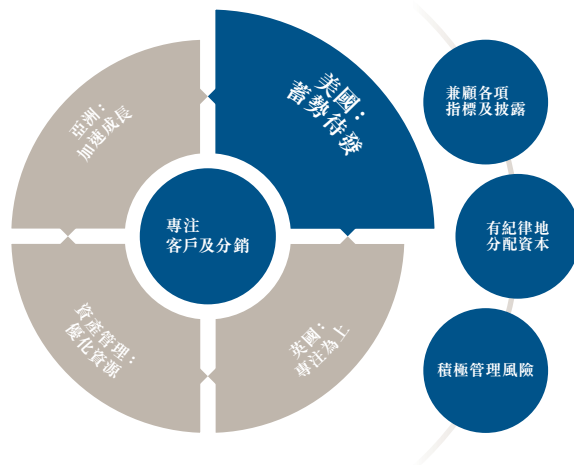 美國：
蓄勢待發
亞洲：
加速成長
專注
客戶及分銷
資產管理：
優化資源
英國：
專注為上
兼顧各項
指標及披露
有紀律地
分配資本
積極管理風險